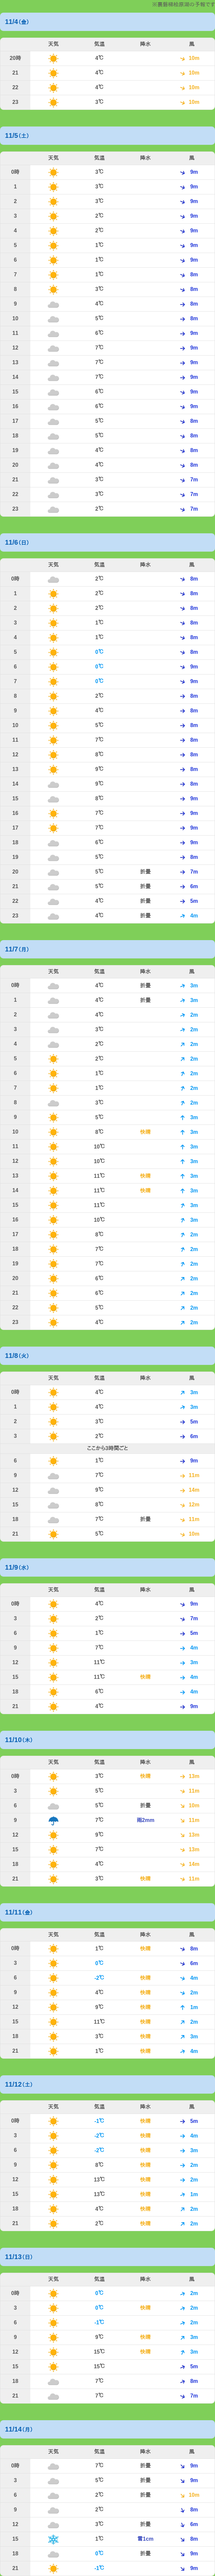 ※裏磐梯桧原湖の予報です
11/4(金)
天気 気温 降水 風
20時 4℃ 10m
21 4℃ 10m
22 4℃ 10m
23 3℃ 10m
11/5(土)
天気 気温 降水 風
0時 3℃ 9m
1 3℃ 9m
2 3℃ 9m
3 2℃ 9m
4 2℃ 9m
5 1℃ 9m
6 1℃ 9m
7 1℃ 8m
8 3℃ 8m
9 4℃ 8m
10 5℃ 8m
11 6℃ 9m
12 7℃ 9m
13 7℃ 9m
14 7℃ 9m
15 6℃ 9m
16 6℃ 9m
17 5℃ 8m
18 5℃ 8m
19 4℃ 8m
20 4℃ 8m
21 3℃ 7m
22 3℃ 7m
23 2℃ 7m
11/6(日)
天気 気温 降水 風
0時 2℃ 8m
1 2℃ 8m
2 2℃ 8m
3 1℃ 8m
4 1℃ 8m
5 0℃ 8m
6 0℃ 9m
7 0℃ 9m
8 2℃ 8m
9 4℃ 8m
10 5℃ 8m
11 7℃ 8m
12 8℃ 8m
13 9℃ 8m
14 9℃ 8m
15 8℃ 9m
16 7℃ 9m
17 7℃ 9m
18 6℃ 9m
19 5℃ 8m
20 5℃ 折畳 7m
21 5℃ 折畳 6m
22 4℃ 折畳 5m
23 4℃ 折畳 4m
11/7(月)
天気 気温 降水 風
0時 4℃ 折畳 3m
1 4℃ 折畳 3m
2 4℃ 2m
3 3℃ 2m
4 2℃ 2m
5 2℃ 2m
6 1℃ 2m
7 1℃ 2m
8 3℃ 2m
9 5℃ 3m
10 8℃ 快晴 3m
11 10℃ 3m
12 10℃ 3m
13 11℃ 快晴 3m
14 11℃ 快晴 3m
15 11℃ 3m
16 10℃ 3m
17 8℃ 2m
18 7℃ 2m
19 7℃ 2m
20 6℃ 2m
21 6℃ 2m
22 5℃ 2m
23 4℃ 2m
11/8(火)
天気 気温 降水 風
0時 4℃ 3m
1 4℃ 3m
2 3℃ 5m
3 2℃ 6m
ここから3時間ごと
6 1℃ 9m
9 7℃ 11m
12 9℃ 14m
15 8℃ 12m
18 7℃ 折畳 11m
21 5℃ 10m
11/9(水)
天気 気温 降水 風
0時 4℃ 9m
3 2℃ 7m
6 1℃ 5m
9 7℃ 4m
12 11℃ 3m
15 11℃ 快晴 4m
18 6℃ 4m
21 4℃ 9m
11/10(木)
天気 気温 降水 風
0時 3℃ 快晴 13m
3 5℃ 11m
6 5℃ 折畳 10m
9 7℃ 雨2mm 11m
12 9℃ 13m
15 7℃ 13m
18 4℃ 14m
21 3℃ 快晴 11m
11/11(金)
天気 気温 降水 風
0時 1℃ 快晴 8m
3 0℃ 6m
6 -2℃ 快晴 4m
9 4℃ 快晴 2m
12 9℃ 快晴 1m
15 11℃ 快晴 2m
18 3℃ 快晴 3m
21 1℃ 快晴 4m
11/12(土)
天気 気温 降水 風
0時 -1℃ 快晴 5m
3 -2℃ 快晴 4m
6 -2℃ 快晴 3m
9 8℃ 快晴 2m
12 13℃ 快晴 2m
15 13℃ 快晴 1m
18 4℃ 快晴 2m
21 2℃ 快晴 2m
11/13(日)
天気 気温 降水 風
0時 0℃ 2m
3 0℃ 快晴 2m
6 -1℃ 2m
9 9℃ 快晴 3m
12 15℃ 快晴 3m
15 15℃ 5m
18 7℃ 8m
21 7℃ 7m
11/14(月)
天気 気温 降水 風
0時 7℃ 折畳 9m
3 5℃ 折畳 9m
6 2℃ 折畳 10m
9 2℃ 8m
12 3℃ 折畳 6m
15 1℃ 雪1cm 8m
18 0℃ 折畳 9m
21 -1℃ 9m